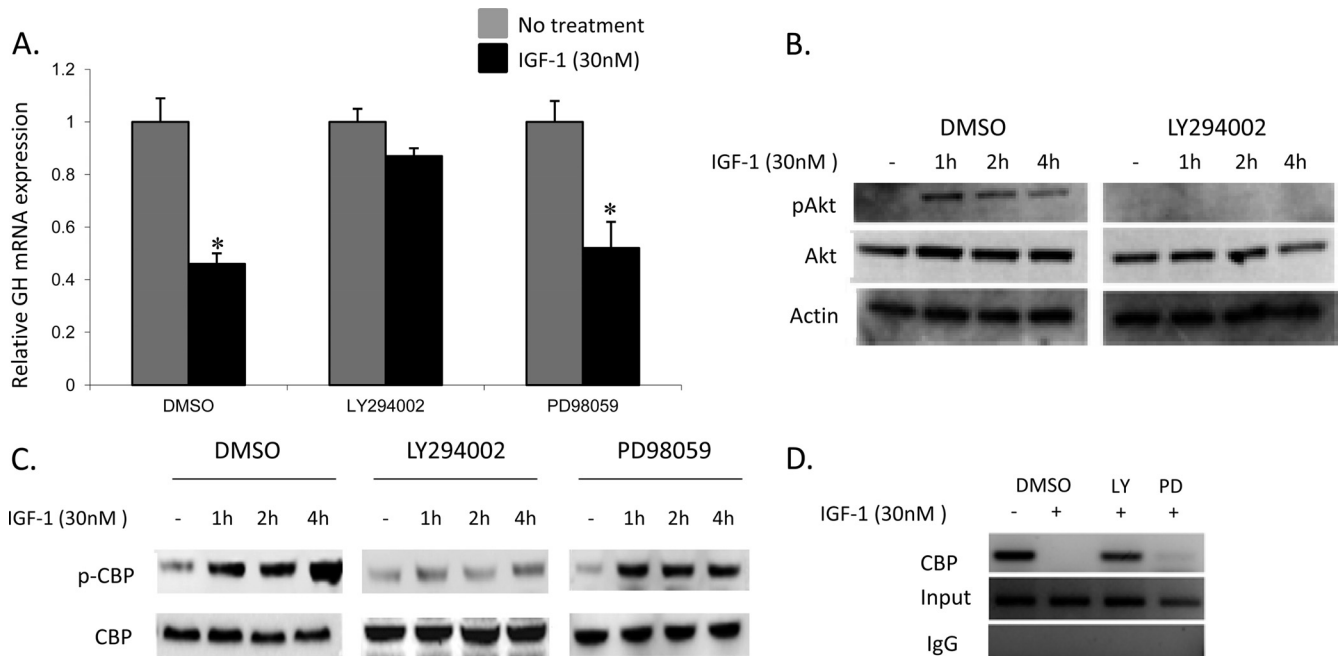 A.
No treatment
IGF-1 (30nM)
Relative GH mRNA expression
1.2
1
0.8
0.6
0.4
0.2
0
*
*
DMSO LY294002 PD98059
B.
DMSO LY294002
IGF-1 (30nM) - 1h 2h 4h - 1h 2h 4h
pAkt
Akt
Actin
C.
DMSO LY294002 PD98059
IGF-1 (30nM ) - 1h 2h 4h - 1h 2h 4h - 1h 2h 4h
p-CBP
CBP
D.
DMSO LY PD
IGF-1 (30nM ) - + + +
CBP
Input
IgG